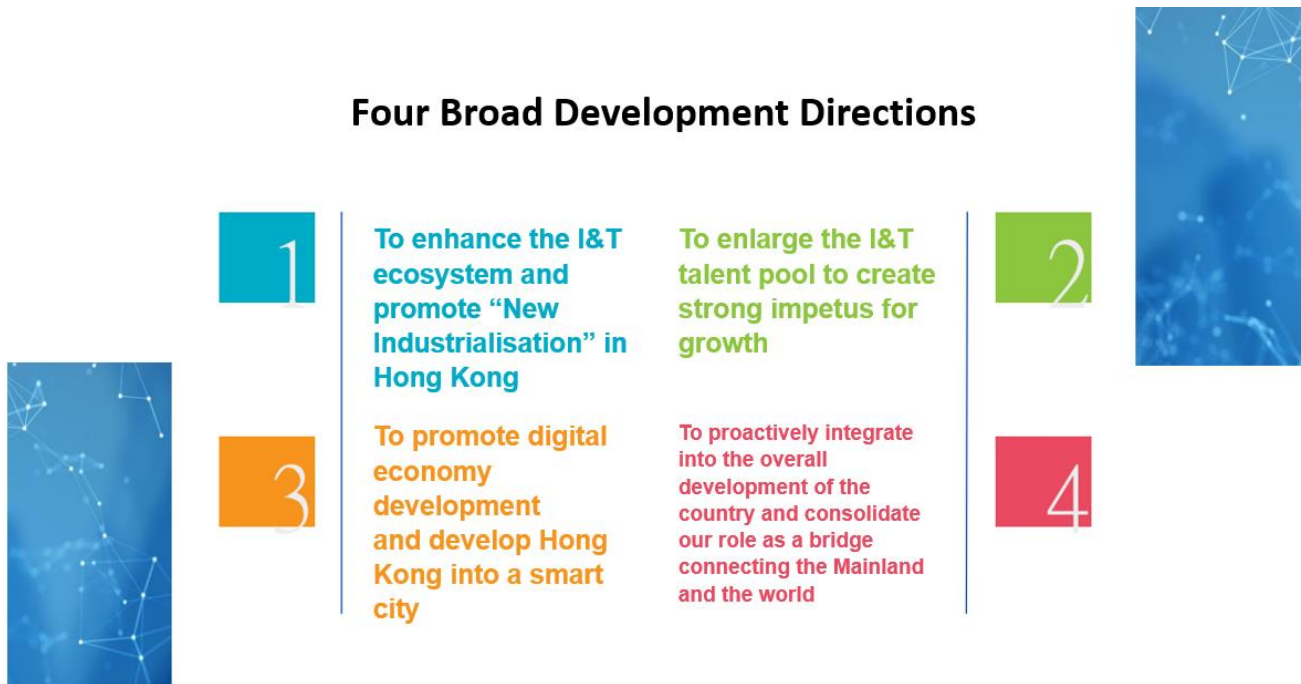 Four Broad Development Directions
1
To enhance the I&T
ecosystem and
promote “New
Industrialisation” in
Hong Kong
To enlarge the I&T
talent pool to create
strong impetus for
growth
2
3
To promote digital
economy
development
and develop Hong
Kong into a smart
city
To proactively integrate
into the overall
development of the
country and consolidate
our role as a bridge
connecting the Mainland
and the world
4